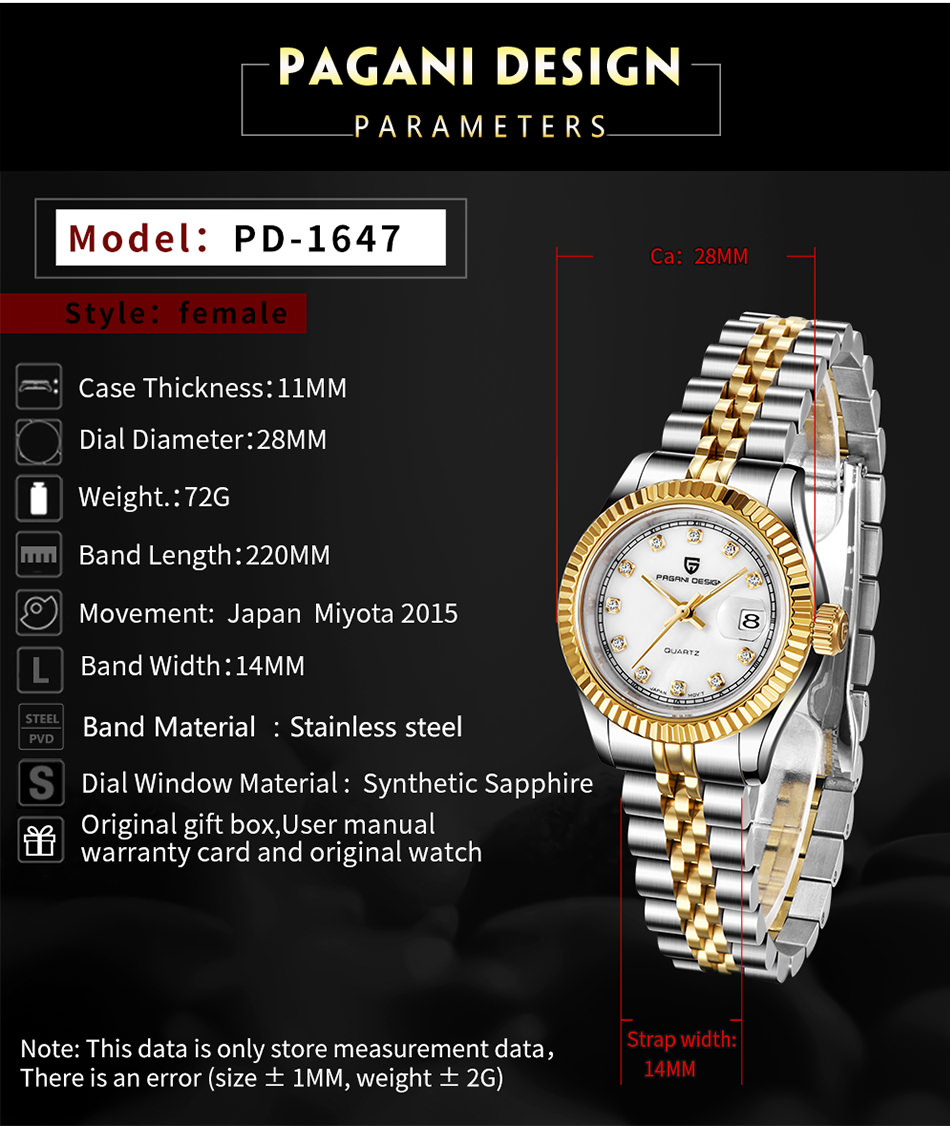 PAGANI DESIGN
PARAMETERS
Model: PD-1647
Style: female
Ca: 28MM
Case Thickness:11MM
Dial Diameter:28MM
Weight.:72G
Band Length:220MM
Movement: Japan Miyota 2015
L
Band Width:14MM
STEEL
PVD
Band Material : Stainless steel
S
Dial Window Material: Synthetic Sapphire
Original gift box,User manual
warranty card and original watch
PAGANI DESIGN
8
QUARTZ
JAPAN MOV'T
Strap width:
14MM
Note: This data is only store measurement data,
There is an error (size ± 1MM, weight ± 2G)